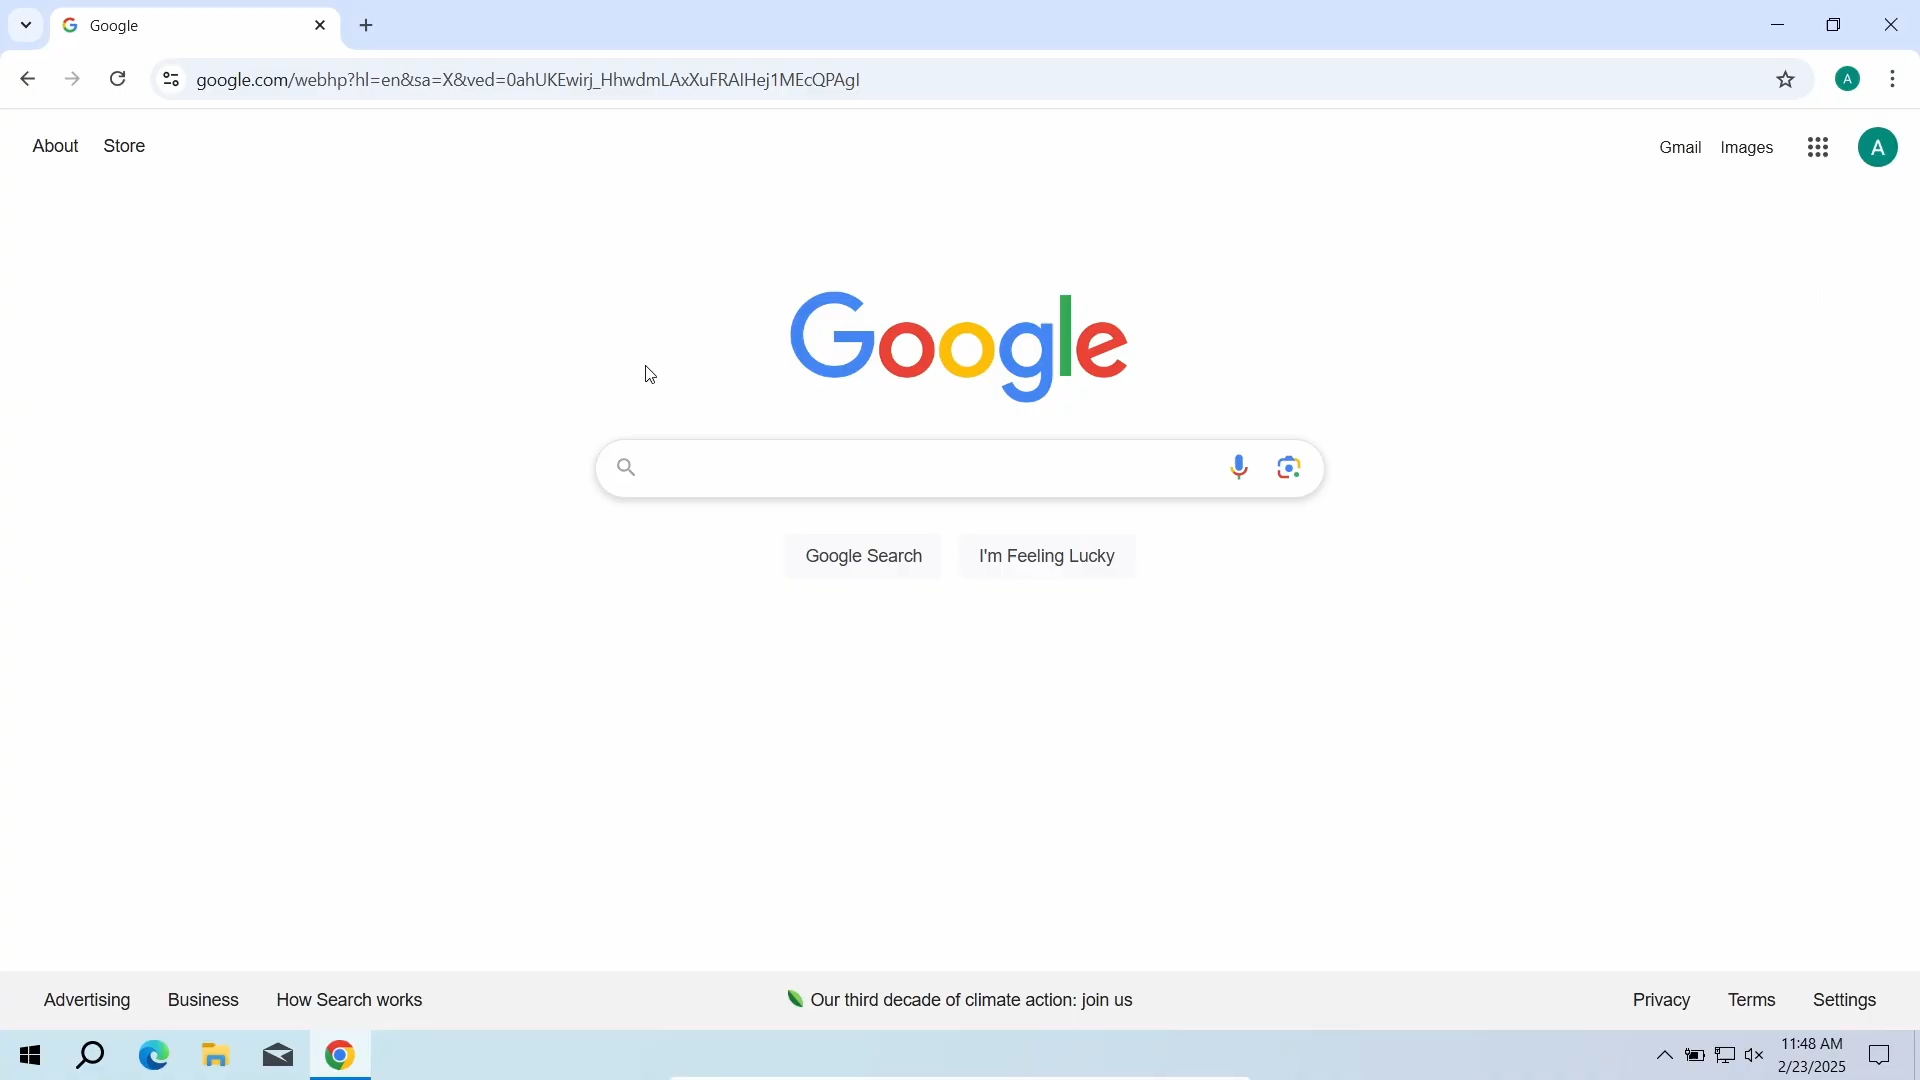 Google
google.com/webhp?hl=en&sa=X&ved=0ahUKEwirj_HhwdmLAxXuFRAIHej1MEcQPAgI
A
About Store
Gmail Images
A
Google
Google Search I'm Feeling Lucky
Advertising Business How Search works
Our third decade of climate action: join us
Privacy Terms Settings
11:48 AM
2/23/2025